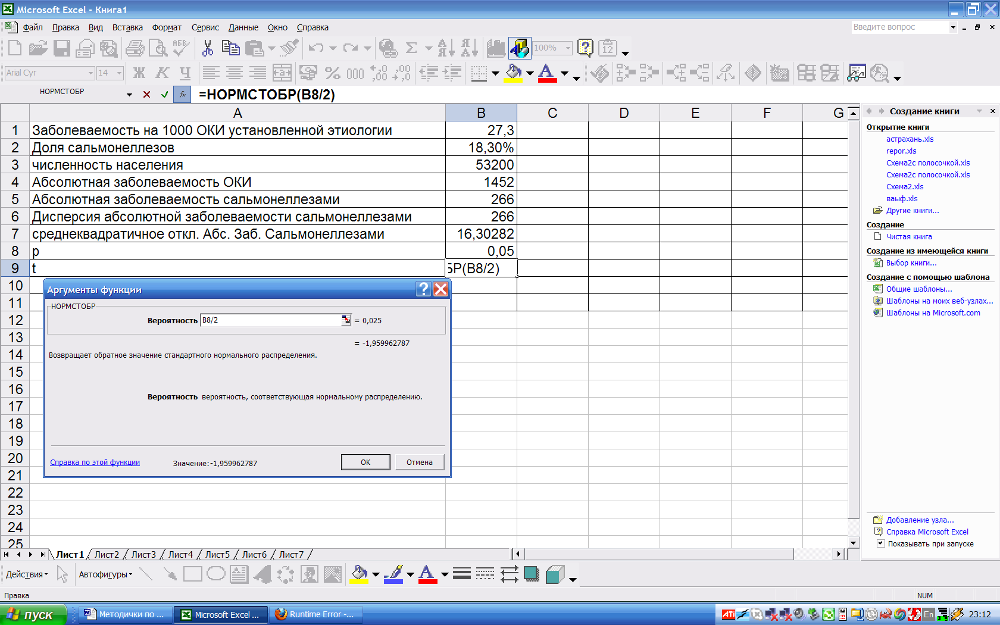 Microsoft Excel - Книга1
Файл Правка Вид Вставка Формат Сервис Данные Окно Справка
Введите вопрос
100%
Arial Cyr 14 Ж К Ч % 000
НОРМСТОБР =НОРМСТОБР(B8/2)
A B C D E F G
1 Заболеваемость на 1000 ОКИ установленной этиологии 27,3
2 Доля сальмонеллезов 18,30%
3 численность населения 53200
4 Абсолютная заболеваемость ОКИ 1452
5 Абсолютная заболеваемость сальмонеллезами 266
6 Дисперсия абсолютной заболеваемости сальмонеллезами 266
7 среднеквадратичное откл. Абс. Заб. Сальмонеллезами 16,30282
8 p 0,05
9 t БР(B8/2)
10
11
12
13
14
15
16
17
18
19
20
21
22
23
24
25
Аргументы функции
НОРМСТОБР
Вероятность B8/2 = 0,025
= -1,959962787
Возвращает обратное значение стандартного нормального распределения.
Вероятность вероятность, соответствующая нормальному распределению.
Справка по этой функции Значение:-1,959962787 ОК Отмена
Создание книги
Открытие книги
астрахань.xls
repor.xls
Схема2с полосочкой.xls
Схема2с полосочкой.xls
Схема2.xls
ваыф.xls
Другие книги...
Создание
Чистая книга
Создание из имеющейся книги
Выбор книги...
Создание с помощью шаблона
Общие шаблоны...
Шаблоны на моих веб-узлах...
Шаблоны на Microsoft.com
Добавление узла...
Справка Microsoft Excel
Показывать при запуске
Лист1 Лист2 Лист3 Лист4 Лист5 Лист6 Лист7
Действия Автофигуры
Правка NUM
пуск Методички по ... Microsoft Excel ... Runtime Error -... ATI En 23:12